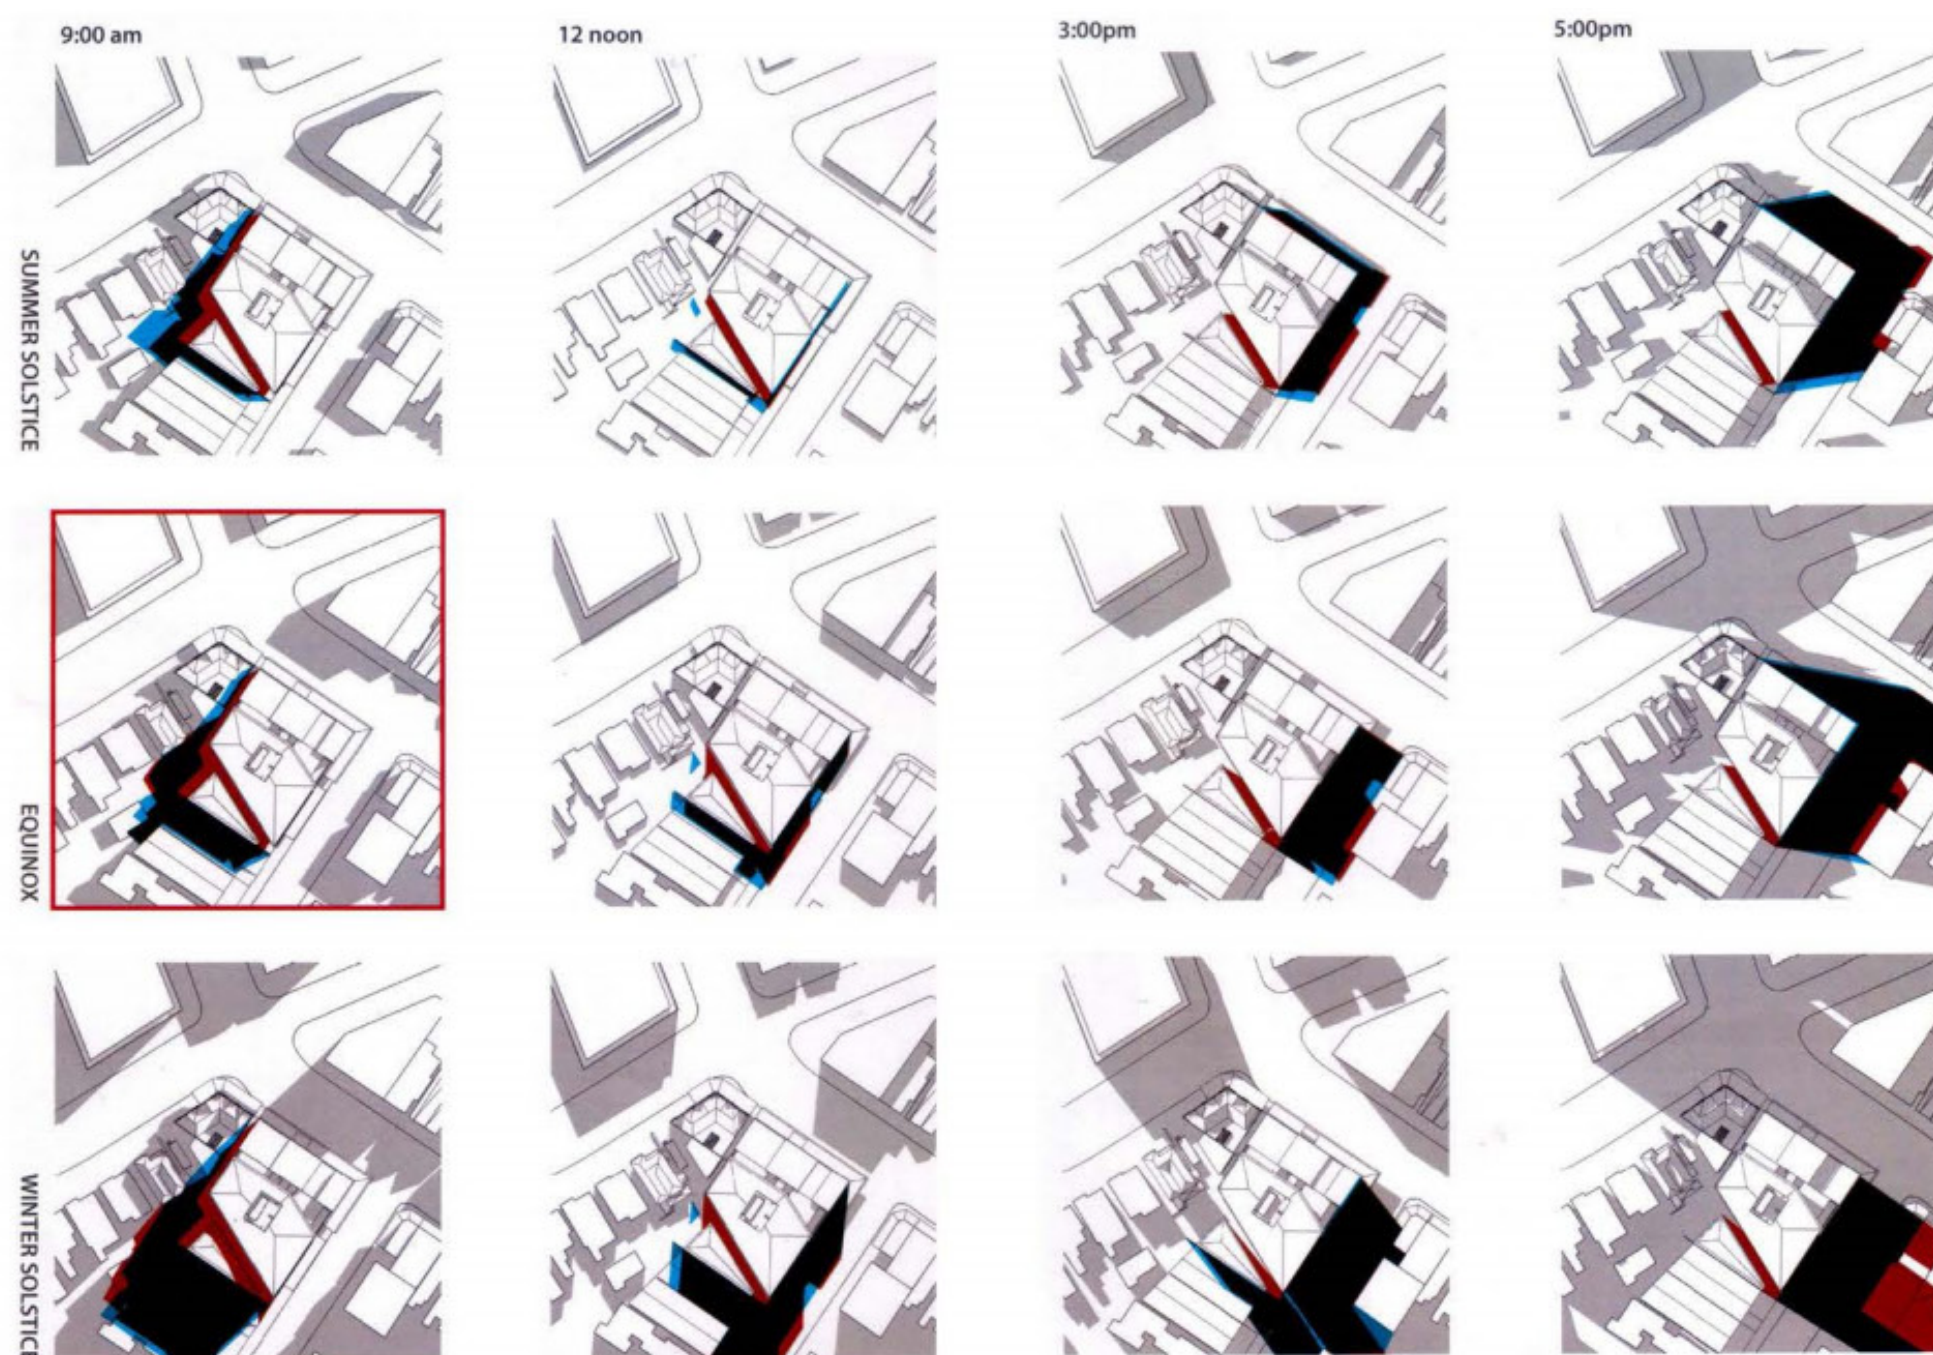 9:00 am
12 noon
3:00pm
5:00pm
SUMMER SOLSTICE
EQUINOX
WINTER SOLSTICE